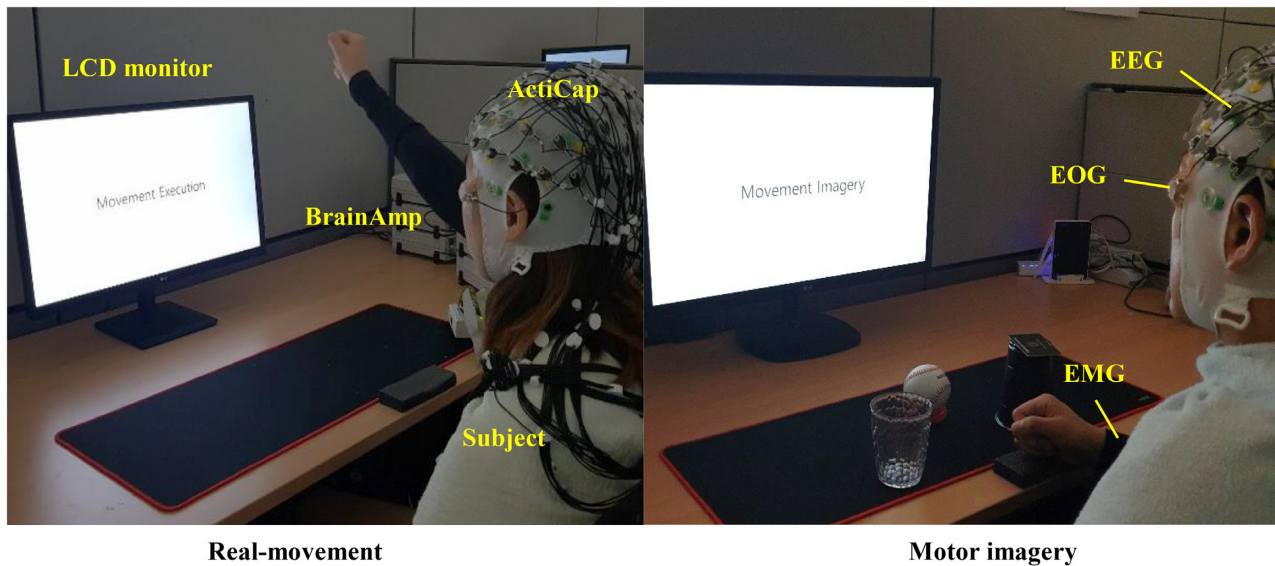 LCD monitor
ActiCap
Movement Execution
BrainAmp
Subject
EEG
EOG
Movement Imagery
EMG
Real-movement
Motor imagery